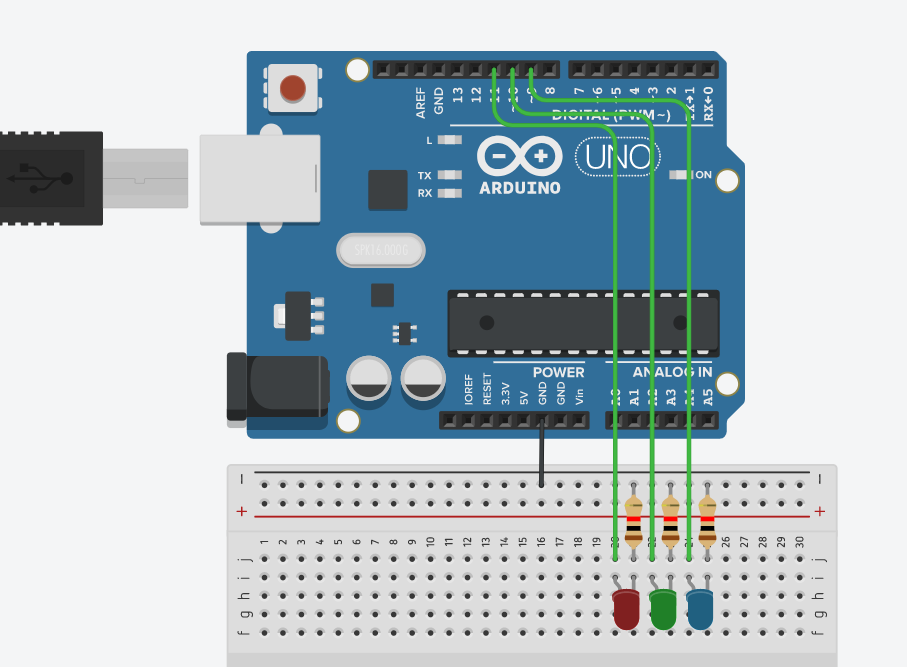 AREF
GND
13
12
11
~10
~9
8
7
~6
~5
4
~3
2
TX→1
RX←0
DIGITAL (PWM ~)
L
TX
RX
ARDUINO
UNO
ON
SPK16.000G
POWER
ANALOG IN
IOREF
RESET
3.3V
5V
GND
GND
Vin
A0
A1
A2
A3
A4
A5
− −
+ +
1 2 3 4 5 6 7 8 9 10 11 12 13 14 15 16 17 18 19 20 22 24 26 27 28 29 30
j j
i i
h h
g g
f f